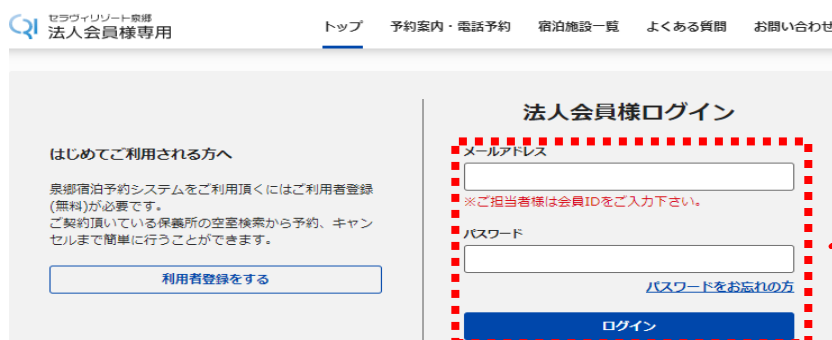 セラヴィリゾート泉郷
法人会員様専用
トップ 予約案内・電話予約 宿泊施設一覧 よくある質問 お問い合わせ
法人会員様ログイン
はじめてご利用される方へ
泉郷宿泊予約システムをご利用頂くにはご利用者登録
(無料)が必要です。
ご契約頂いている保養所の空室検索から予約、キャン
セルまで簡単に行うことができます。
利用者登録をする
メールアドレス
※ご担当者様は会員IDをご入力下さい。
パスワード
パスワードをお忘れの方
ログイン